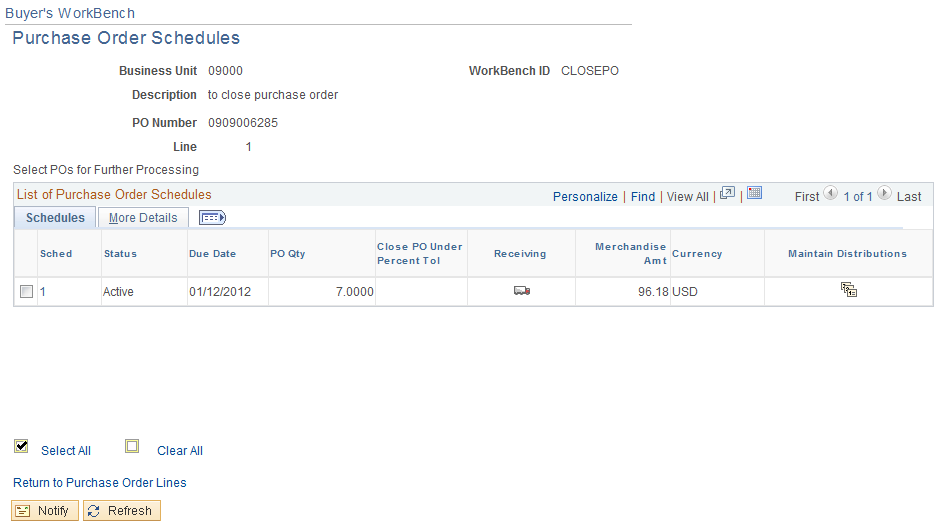 Buyer's WorkBench
Purchase Order Schedules
Business Unit 09000 WorkBench ID CLOSEPO
Description to close purchase order
PO Number 0909006285
Line 1
Select POs for Further Processing
List of Purchase Order Schedules Personalize | Find | View All | | First 1 of 1 Last
Schedules More Details
Sched Status Due Date PO Qty Close PO Under Percent Tol Receiving Merchandise Amt Currency Maintain Distributions
1 Active 01/12/2012 7.0000 96.18 USD
Select All Clear All
Return to Purchase Order Lines
Notify Refresh